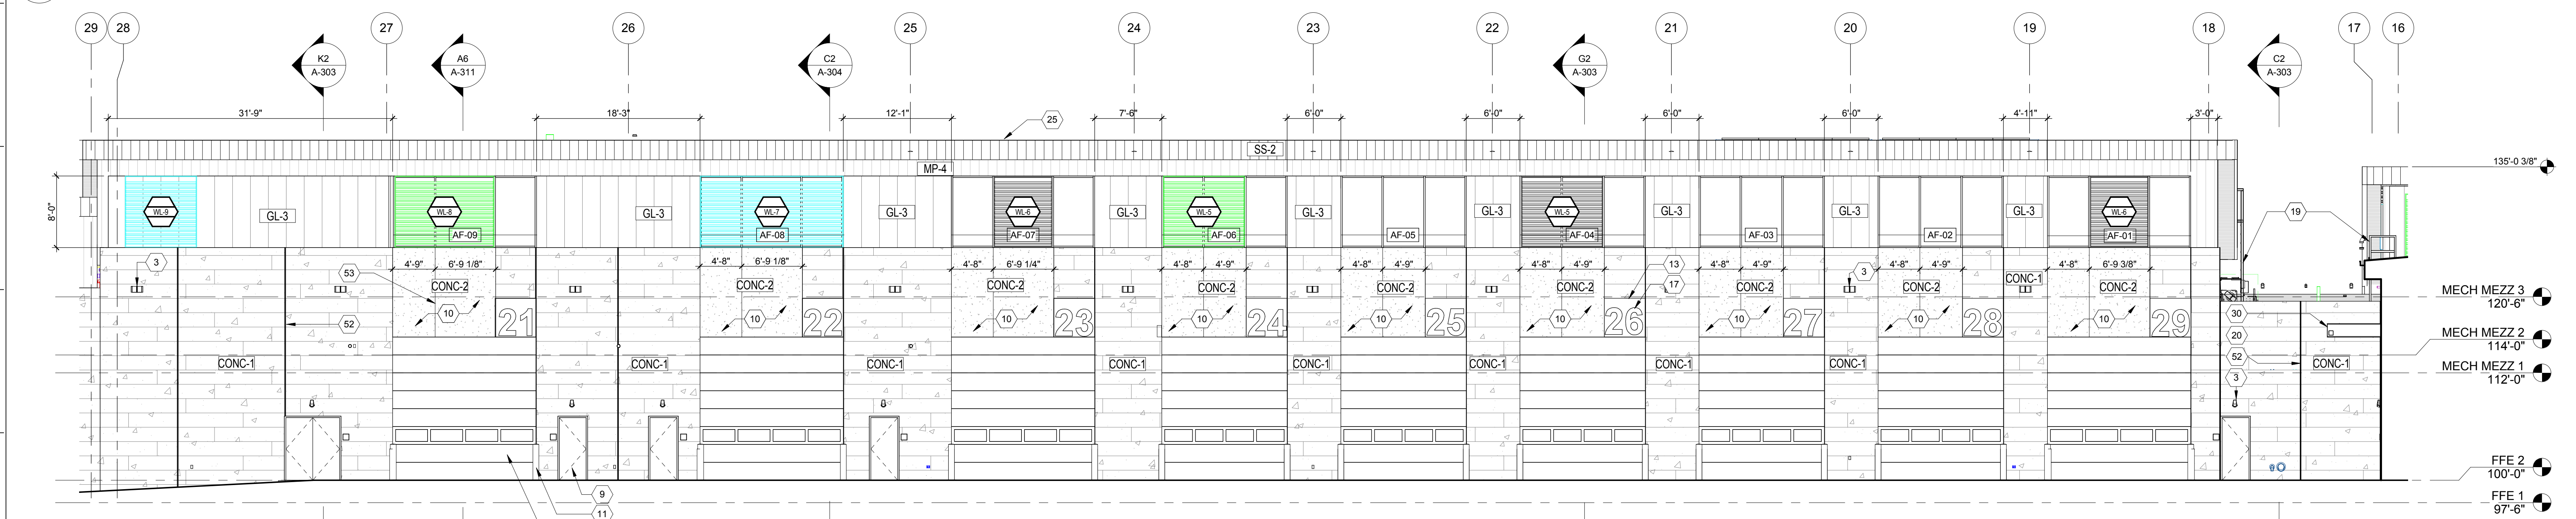 29 28 27 26 25 24 23 22 21 20 19 18 17 16
K2
A-303
A6
A-311
C2
A-304
G2
A-303
C2
A-303
31'-9" 18'-3" 12'-1" 7'-6" 6'-0" 6'-0" 6'-0" 6'-0" 4'-11" 3'-0"
25
SS-2
MP-4
135'-0 3/8"
8'-0"
WL-9 GL-3 WL-8 GL-3 WL-7 GL-3 WL-6 GL-3 WL-5 GL-3 GL-3 WL-5 GL-3 GL-3 GL-3 WL-6
19
AF-09 AF-08 AF-07 AF-06 AF-05 AF-04 AF-03 AF-02 AF-01
3 53 4'-9" 6'-9 1/8" 4'-8" 6'-9 1/8" 4'-8" 6'-9 1/4" 4'-8" 4'-9" 4'-8" 4'-9" 4'-8" 4'-9" 13 4'-8" 4'-9" 3 4'-8" 4'-9" 4'-8" 6'-9 3/8"
17
CONC-2 CONC-2 CONC-2 CONC-2 CONC-2 CONC-2 CONC-2 CONC-2 CONC-1 CONC-2
MECH MEZZ 3
120'-6"
52 10 21 10 22 10 23 10 24 10 25 10 26 10 27 10 28 10 29 30
20
MECH MEZZ 2
114'-0"
52
CONC-1 CONC-1 CONC-1 CONC-1 CONC-1 CONC-1 CONC-1 CONC-1 CONC-1
MECH MEZZ 1
112'-0"
3
FFE 2
100'-0"
9
11
FFE 1
97'-6"